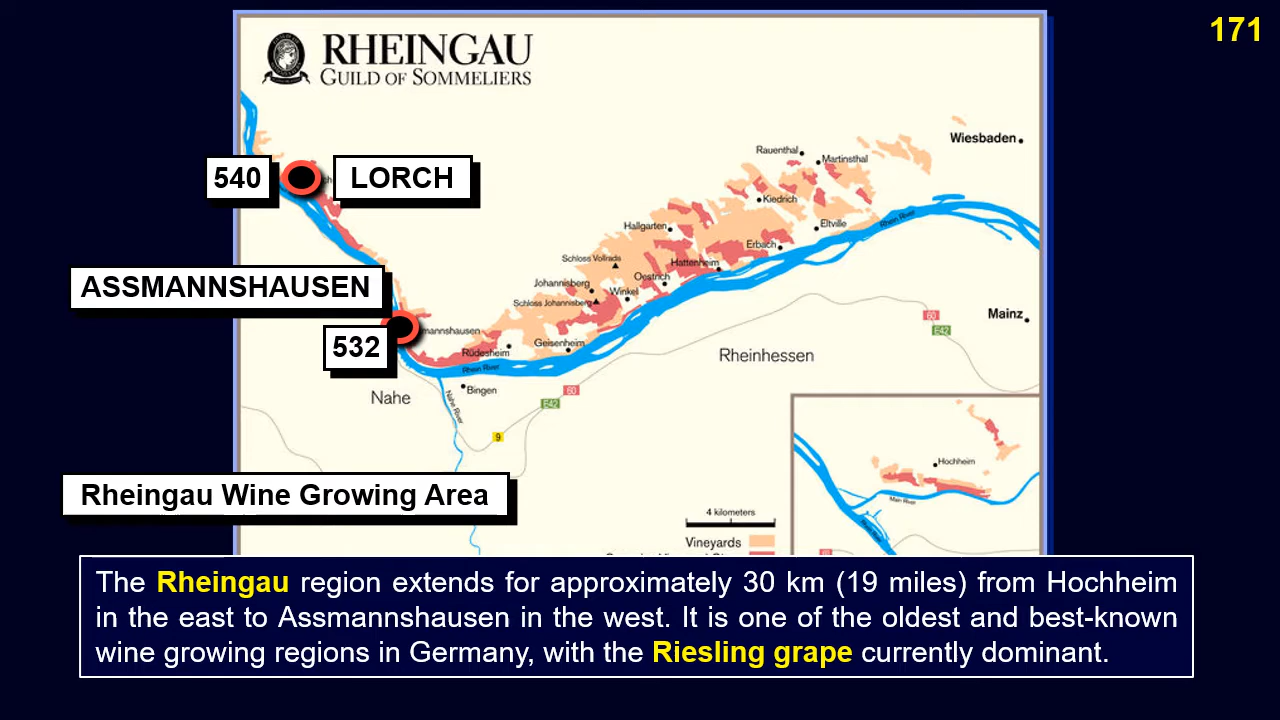 171
RHEINGAU
GUILD OF SOMMELIERS
Wiesbaden
Rauenthal
Martinsthal
540
LORCH
Kiedrich
Hallgarten
Eltville
Rhein River
Erbach
Schloss Vollrads
Hattenheim
ASSMANNSHAUSEN
Oestrich
Johannisberg
Winkel
Schloss Johannisberg
60
Mainz
E42
mannshausen
532
Geisenheim
Rüdesheim
Rheinhessen
Rhein River
Nahe
Bingen
60
E42
Nahe River
9
Hochheim
Rheingau Wine Growing Area
Main River
4 kilometers
Vineyards
The Rheingau region extends for approximately 30 km (19 miles) from Hochheim
in the east to Assmannshausen in the west. It is one of the oldest and best-known
wine growing regions in Germany, with the Riesling grape currently dominant.